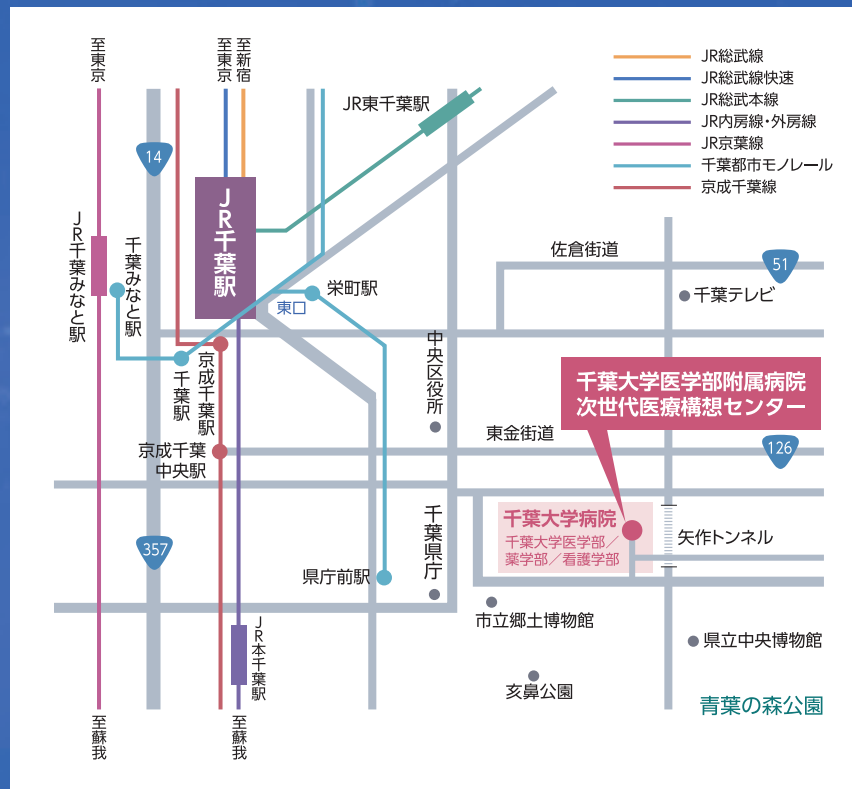 至東京
至東京
至新宿
JR総武線
JR総武線快速
JR総武本線
JR内房線・外房線
JR京葉線
千葉都市モノレール
京成千葉線
JR東千葉駅
14
JR千葉駅
JR千葉みなと駅
千葉みなと駅
佐倉街道
51
千葉テレビ
栄町駅
東口
千葉駅
京成千葉駅
中央区役所
千葉大学医学部附属病院
次世代医療構想センター
東金街道
126
京成千葉
中央駅
千葉大学病院
千葉大学医学部／
薬学部／看護学部
矢作トンネル
357
県庁前駅
千葉県庁
市立郷土博物館
県立中央博物館
JR本千葉駅
亥鼻公園
青葉の森公園
至蘇我
至蘇我